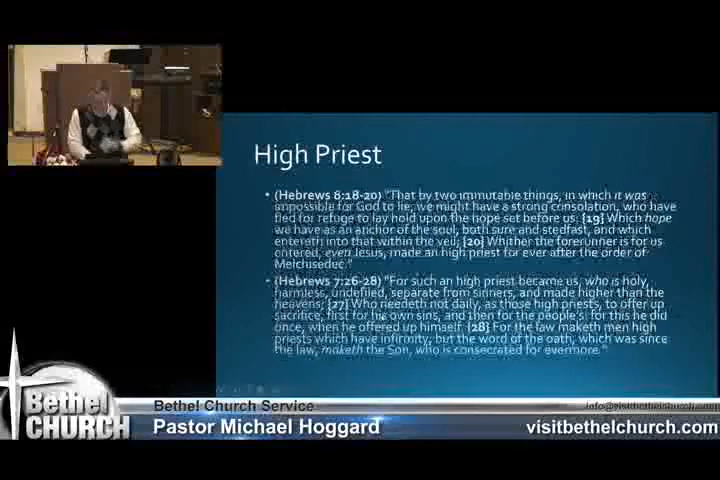 High Priest
• (Hebrews 6:18-20) "That by two immutable things, in which it was
impossible for God to lie, we might have a strong consolation, who have
fled for refuge to lay hold upon the hope set before us: [19] Which hope
we have as an anchor of the soul, both sure and stedfast, and which
entereth into that within the veil; [20] Whither the forerunner is for us
entered, even Jesus, made an high priest for ever after the order of
Melchisedec."
• (Hebrews 7:26-28) "For such an high priest became us, who is holy,
harmless, undefiled, separate from sinners, and made higher than the
heavens; [27] Who needeth not daily, as those high priests, to offer up
sacrifice, first for his own sins, and then for the people's: for this he did
once, when he offered up himself. [28] For the law maketh men high
priests which have infirmity; but the word of the oath, which was since
the law, maketh the Son, who is consecrated for evermore."
Bethel
CHURCH
Bethel Church Service
info@visitbethelchurch.com
Pastor Michael Hoggard
visitbethelchurch.com